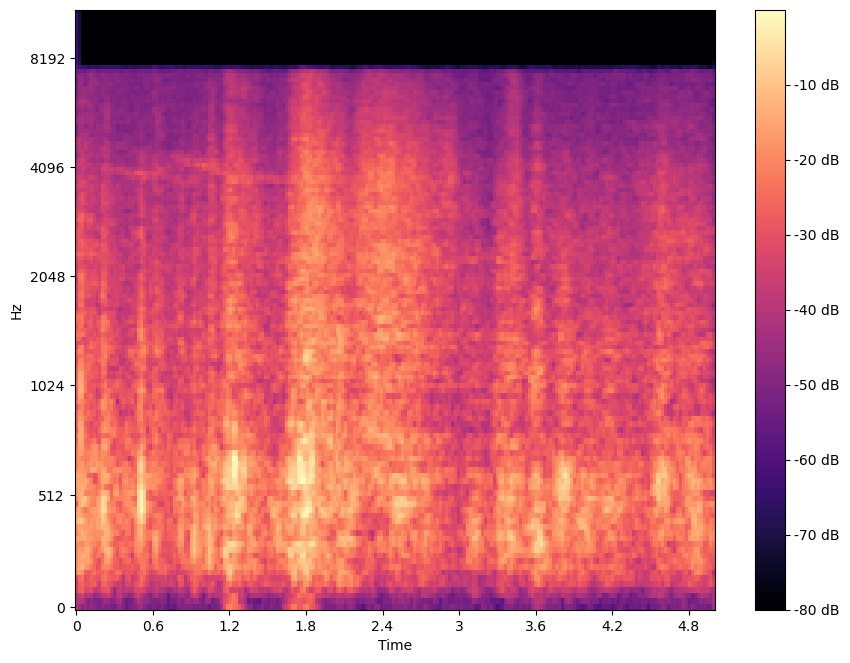 8192
4096
2048
1024
512
0
Hz
0 0.6 1.2 1.8 2.4 3 3.6 4.2 4.8
Time
-10 dB
-20 dB
-30 dB
-40 dB
-50 dB
-60 dB
-70 dB
-80 dB